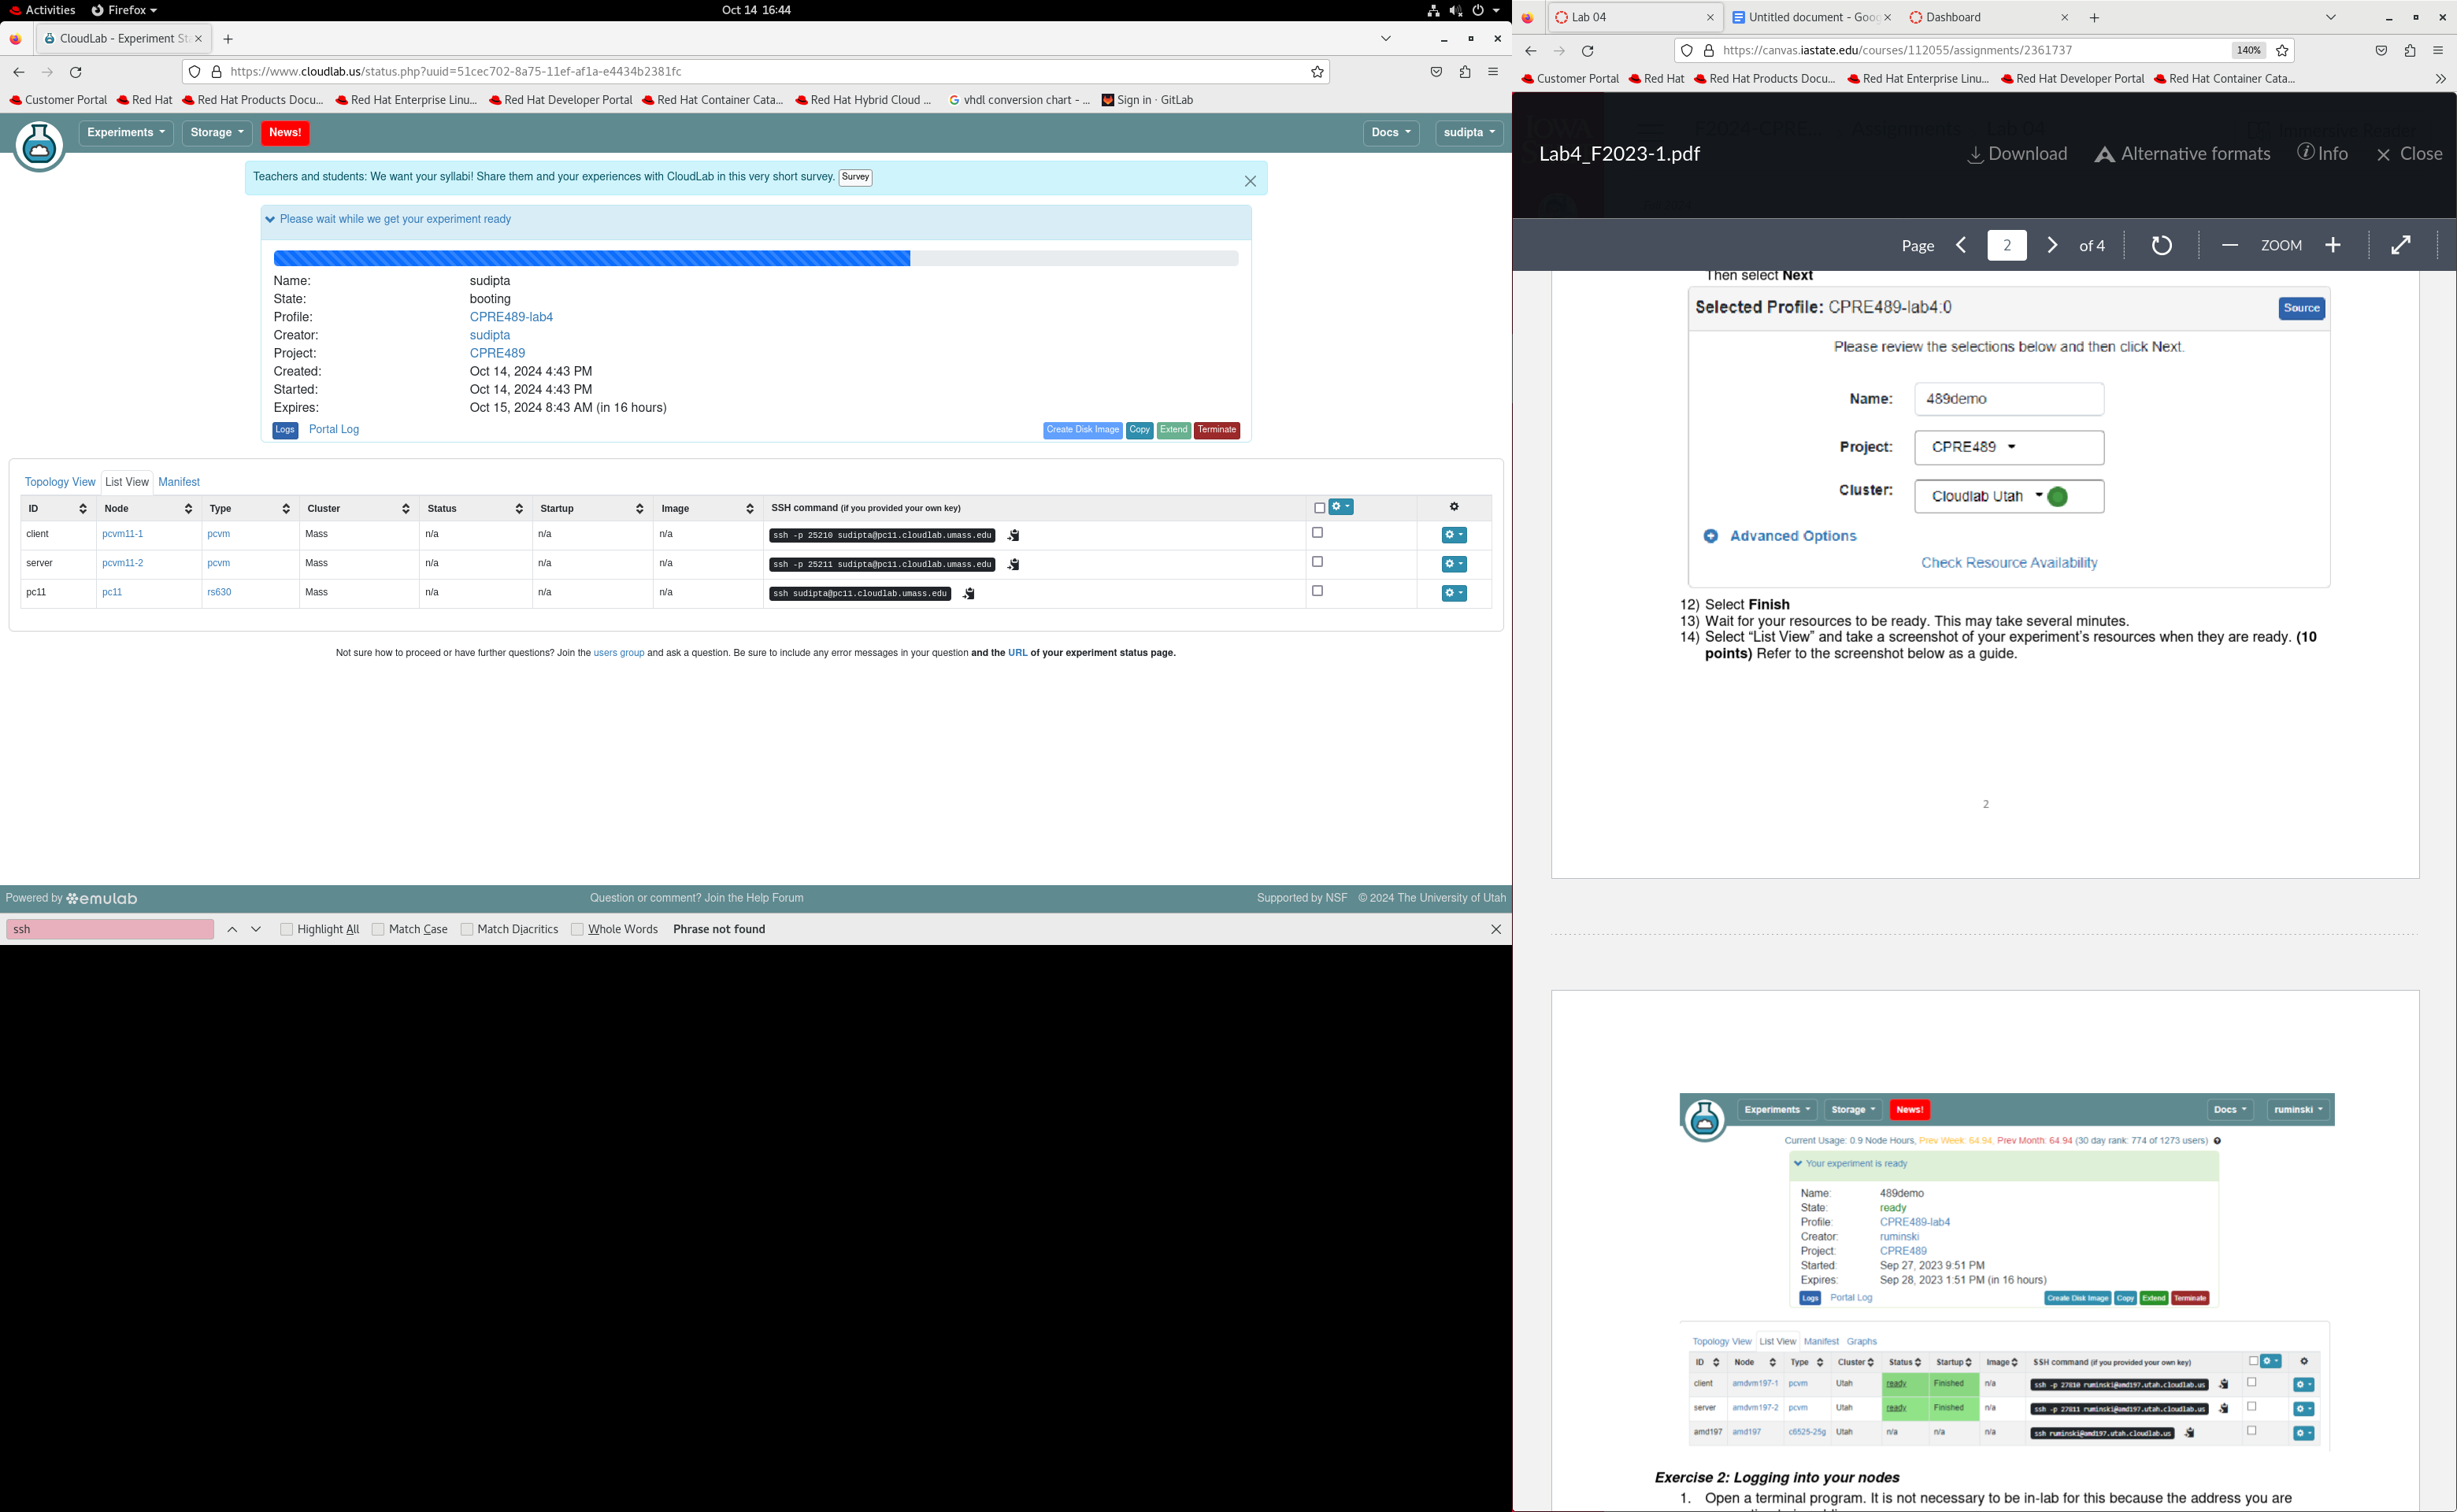 Activities Firefox Oct 14 16:44
CloudLab - Experiment Sta
https://www.cloudlab.us/status.php?uuid=51cec702-8a75-11ef-af1a-e4434b2381fc
Customer Portal Red Hat Red Hat Products Docu... Red Hat Enterprise Linu... Red Hat Developer Portal Red Hat Container Cata... Red Hat Hybrid Cloud ... vhdl conversion chart - ... Sign in · GitLab
Experiments Storage News! Docs sudipta
Teachers and students: We want your syllabi! Share them and your experiences with CloudLab in this very short survey. Survey
Please wait while we get your experiment ready
Name: sudipta
State: booting
Profile: CPRE489-lab4
Creator: sudipta
Project: CPRE489
Created: Oct 14, 2024 4:43 PM
Started: Oct 14, 2024 4:43 PM
Expires: Oct 15, 2024 8:43 AM (in 16 hours)
Logs Portal Log Create Disk Image Copy Extend Terminate
Topology View List View Manifest
ID Node Type Cluster Status Startup Image SSH command (if you provided your own key)
client pcvm11-1 pcvm Mass n/a n/a n/a ssh -p 25210 sudipta@pc11.cloudlab.umass.edu
server pcvm11-2 pcvm Mass n/a n/a n/a ssh -p 25211 sudipta@pc11.cloudlab.umass.edu
pc11 pc11 rs630 Mass n/a n/a n/a ssh sudipta@pc11.cloudlab.umass.edu
Not sure how to proceed or have further questions? Join the users group and ask a question. Be sure to include any error messages in your question and the URL of your experiment status page.
Powered by emulab Question or comment? Join the Help Forum Supported by NSF © 2024 The University of Utah
ssh Highlight All Match Case Match Diacritics Whole Words Phrase not found
Lab 04 Untitled document - Goog Dashboard
https://canvas.iastate.edu/courses/112055/assignments/2361737 140%
Customer Portal Red Hat Red Hat Products Docu... Red Hat Enterprise Linu... Red Hat Developer Portal Red Hat Container Cata...
Lab4_F2023-1.pdf Download Alternative formats Info Close
Page 2 of 4 ZOOM
Then select Next
Selected Profile: CPRE489-lab4:0 Source
Please review the selections below and then click Next.
Name: 489demo
Project: CPRE489
Cluster: Cloudlab Utah
Advanced Options
Check Resource Availability
12) Select Finish
13) Wait for your resources to be ready. This may take several minutes.
14) Select “List View” and take a screenshot of your experiment’s resources when they are ready. (10
points) Refer to the screenshot below as a guide.
2
Experiments Storage News! Docs ruminski
Current Usage: 0.9 Node Hours, Prev Week: 64.94, Prev Month: 64.94 (30 day rank: 774 of 1273 users)
Your experiment is ready
Name: 489demo
State: ready
Profile: CPRE489-lab4
Creator: ruminski
Project: CPRE489
Started: Sep 27, 2023 9:51 PM
Expires: Sep 28, 2023 1:51 PM (in 16 hours)
Logs Portal Log Create Disk Image Copy Extend Terminate
Topology View List View Manifest Graphs
ID Node Type Cluster Status Startup Image SSH command (if you provided your own key)
client amdvm197-1 pcvm Utah ready Finished n/a ssh -p 27810 ruminski@amd197.utah.cloudlab.us
server amdvm197-2 pcvm Utah ready Finished n/a ssh -p 27811 ruminski@amd197.utah.cloudlab.us
amd197 amd197 c6525-25g Utah n/a n/a n/a ssh ruminski@amd197.utah.cloudlab.us
Exercise 2: Logging into your nodes
1. Open a terminal program. It is not necessary to be in-lab for this because the address you are